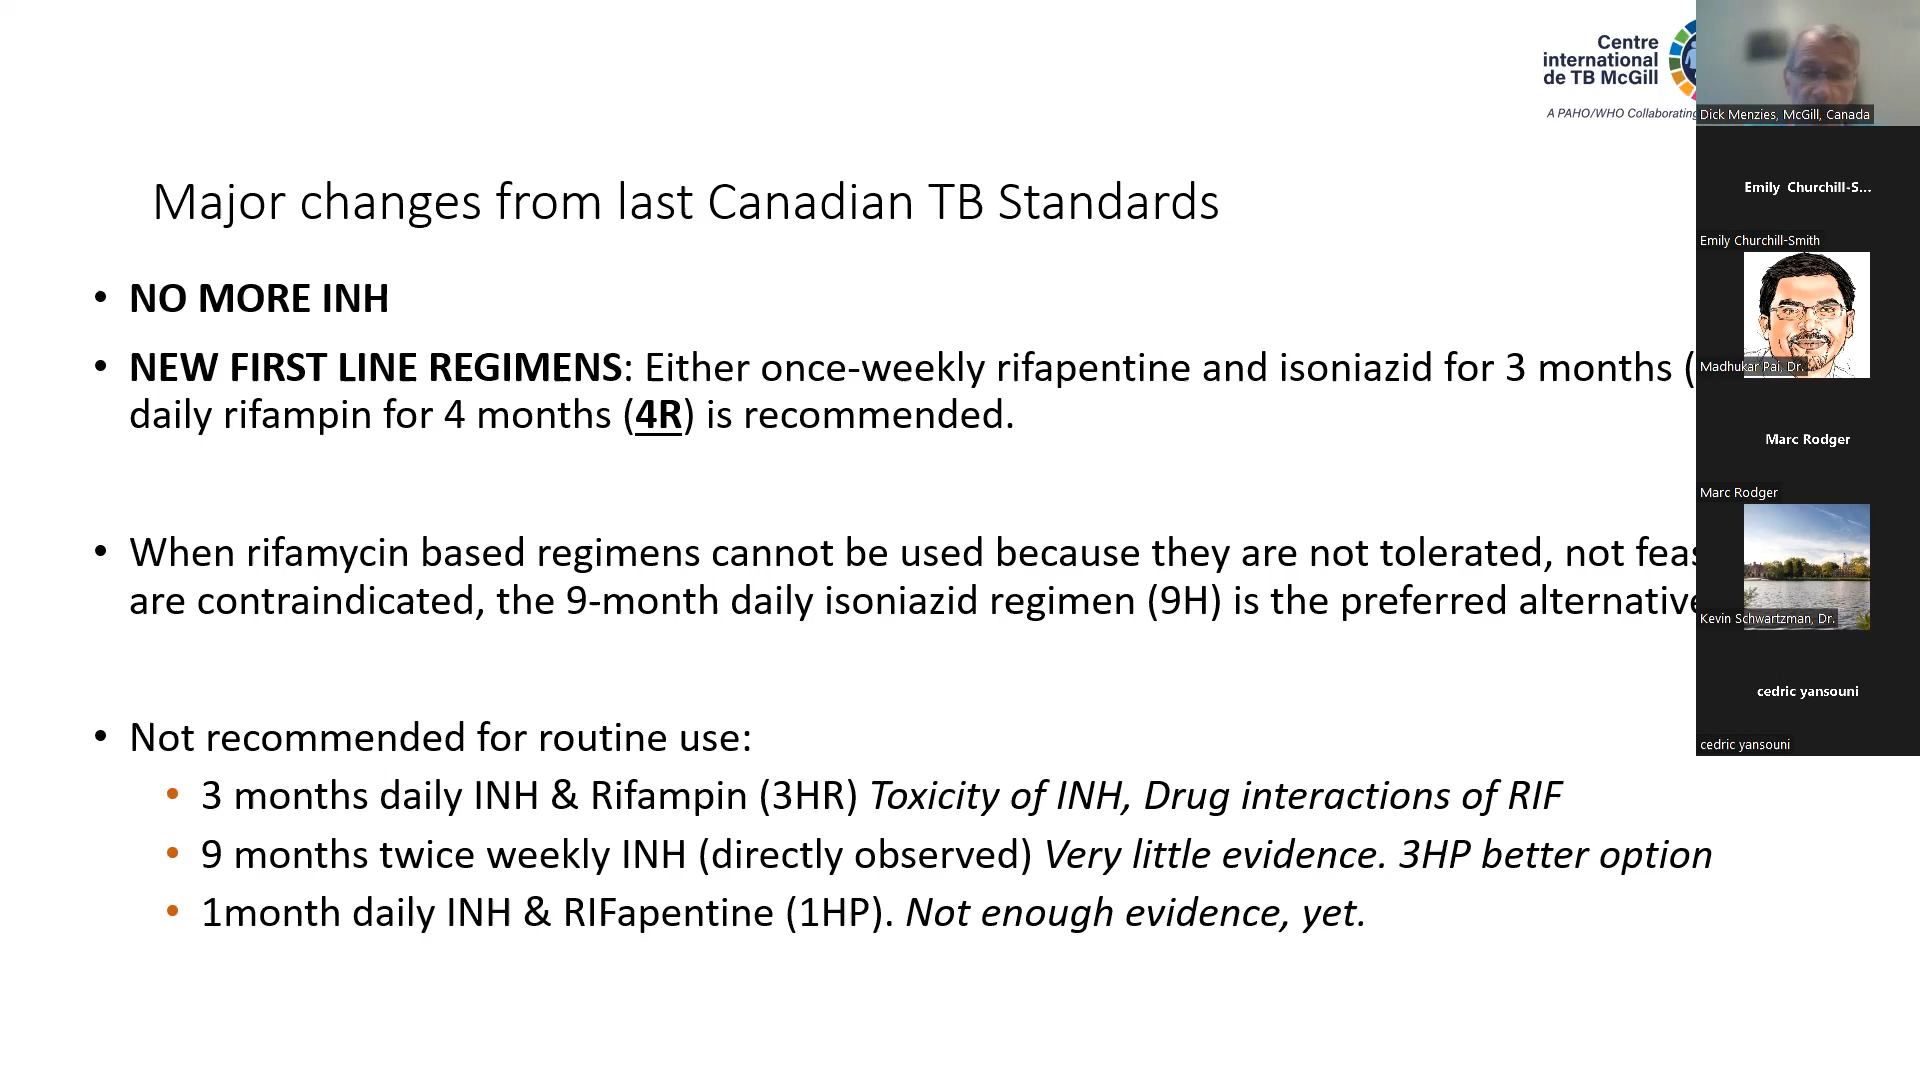 Centre
international
de TB McGill
A PAHO/WHO Collaborating
Major changes from last Canadian TB Standards
• NO MORE INH
• NEW FIRST LINE REGIMENS: Either once-weekly rifapentine and isoniazid for 3 months (
daily rifampin for 4 months (4R) is recommended.
• When rifamycin based regimens cannot be used because they are not tolerated, not feas
are contraindicated, the 9-month daily isoniazid regimen (9H) is the preferred alternative
• Not recommended for routine use:
• 3 months daily INH & Rifampin (3HR) Toxicity of INH, Drug interactions of RIF
• 9 months twice weekly INH (directly observed) Very little evidence. 3HP better option
• 1month daily INH & RIFapentine (1HP). Not enough evidence, yet.
Dick Menzies, McGill, Canada
Emily Churchill-S...
Emily Churchill-Smith
Madhukar Pai, Dr.
Marc Rodger
Marc Rodger
Kevin Schwartzman, Dr.
cedric yansouni
cedric yansouni